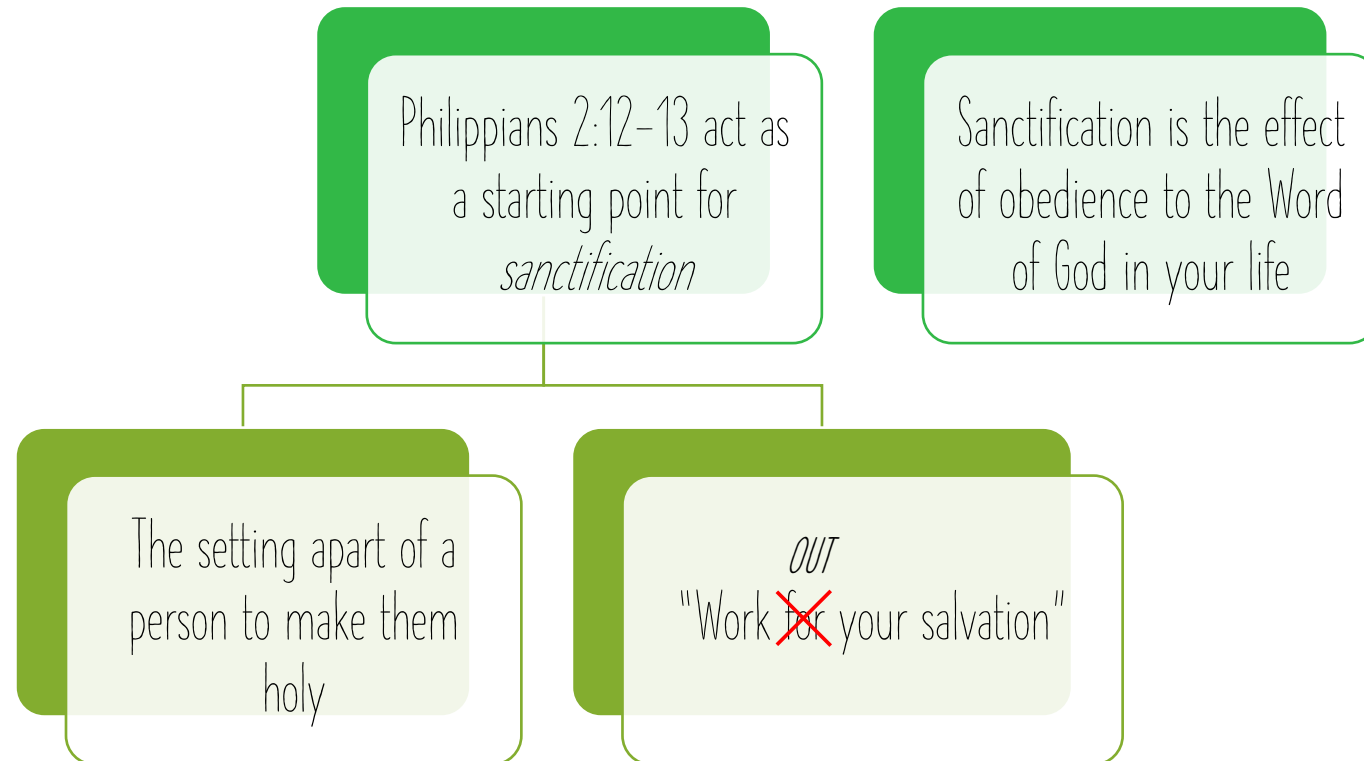 Philippians 2:12–13 act as
a starting point for
sanctification
Sanctification is the effect
of obedience to the Word
of God in your life
The setting apart of a
person to make them
holy
OUT
"Work for your salvation"